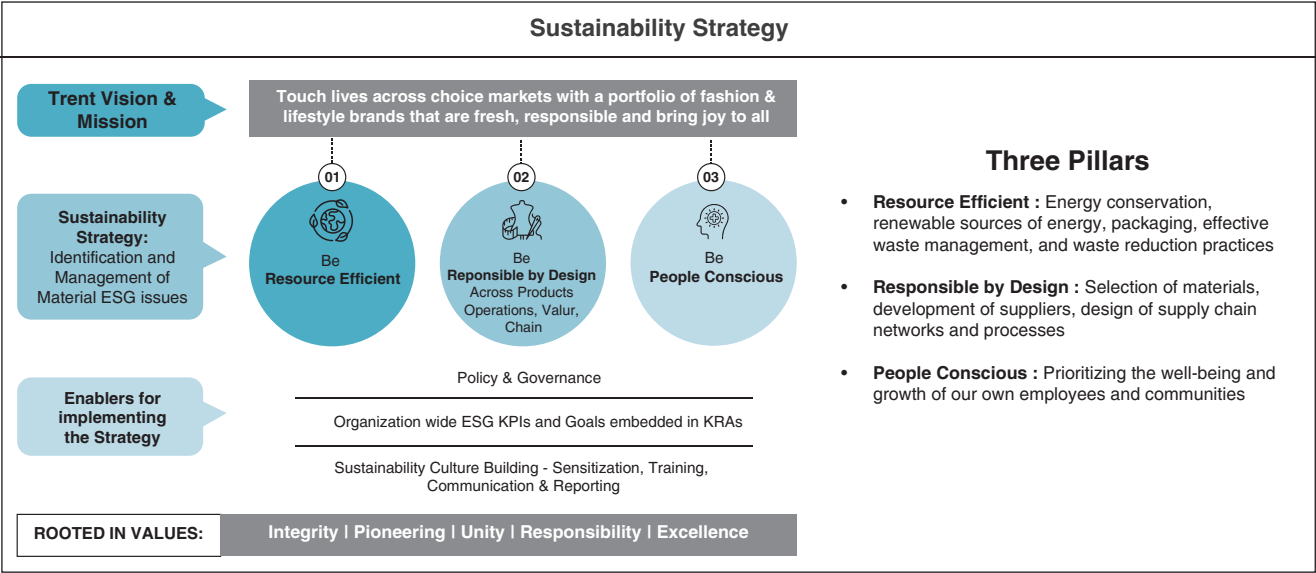 Sustainability Strategy
Trent Vision &
Mission
Touch lives across choice markets with a portfolio of fashion &
lifestyle brands that are fresh, responsible and bring joy to all
Sustainability
Strategy:
Identification and
Management of
Material ESG issues
01
Be
Resource Efficient
02
Be
Reponsible by Design
Across Products
Operations, Valur,
Chain
03
Be
People Conscious
Enablers for
implementing
the Strategy
Policy & Governance
Organization wide ESG KPIs and Goals embedded in KRAs
Sustainability Culture Building - Sensitization, Training,
Communication & Reporting
ROOTED IN VALUES:
Integrity | Pioneering | Unity | Responsibility | Excellence
Three Pillars
• Resource Efficient : Energy conservation,
renewable sources of energy, packaging, effective
waste management, and waste reduction practices
• Responsible by Design : Selection of materials,
development of suppliers, design of supply chain
networks and processes
• People Conscious : Prioritizing the well-being and
growth of our own employees and communities